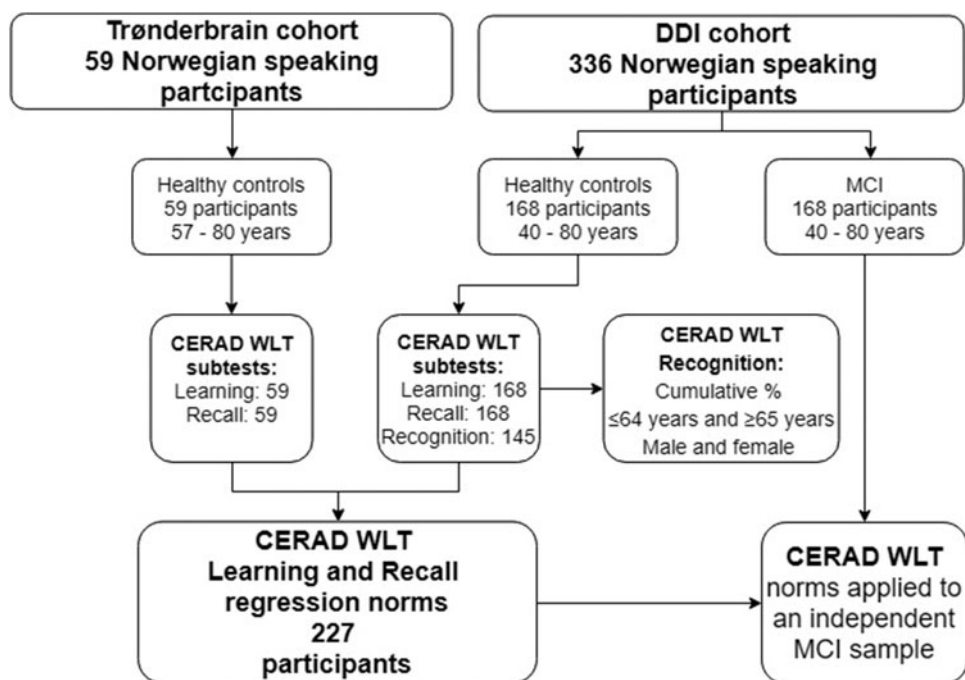 Trønderbrain cohort
59 Norwegian speaking
partcipants
DDI cohort
336 Norwegian speaking
participants
Healthy controls
59 participants
57 - 80 years
Healthy controls
168 participants
40 - 80 years
MCI
168 participants
40 - 80 years
CERAD WLT
subtests:
Learning: 59
Recall: 59
CERAD WLT
subtests:
Learning: 168
Recall: 168
Recognition: 145
CERAD WLT
Recognition:
Cumulative %
≤64 years and ≥65 years
Male and female
CERAD WLT
Learning and Recall
regression norms
227
participants
CERAD WLT
norms applied to
an independent
MCI sample